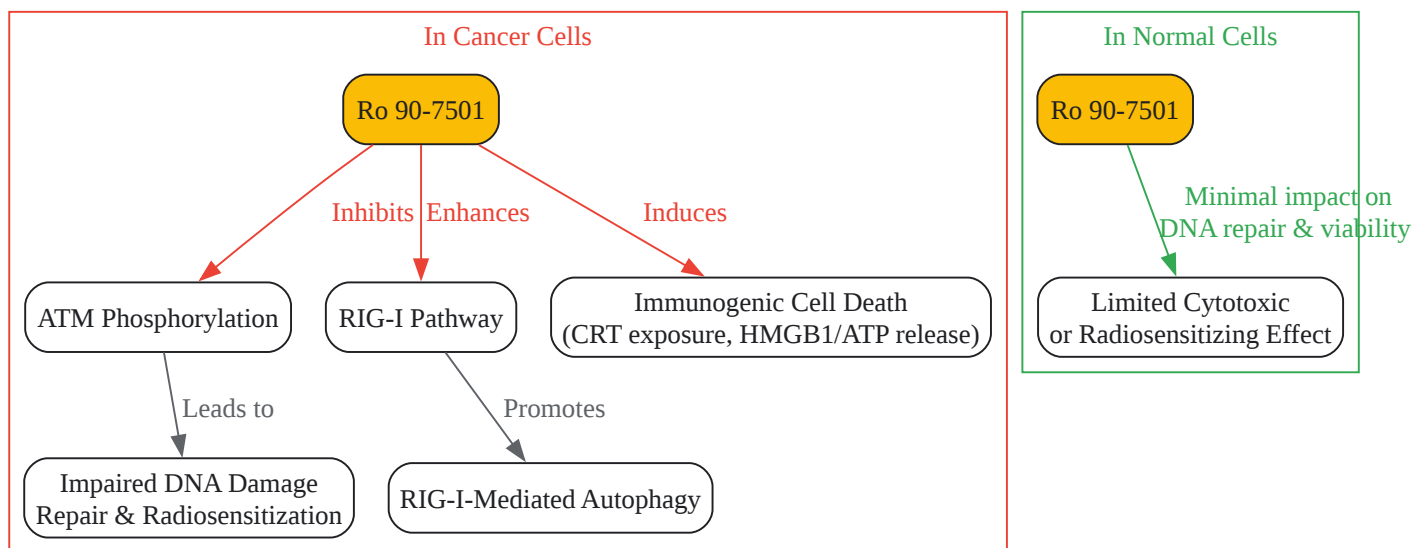 In Cancer Cells
Ro 90-7501
Inhibits
Enhances
Induces
ATM Phosphorylation
RIG-I Pathway
Immunogenic Cell Death
(CRT exposure, HMGB1/ATP release)
Leads to
Promotes
Impaired DNA Damage
Repair & Radiosensitization
RIG-I-Mediated Autophagy
In Normal Cells
Ro 90-7501
Minimal impact on
DNA repair & viability
Limited Cytotoxic
or Radiosensitizing Effect